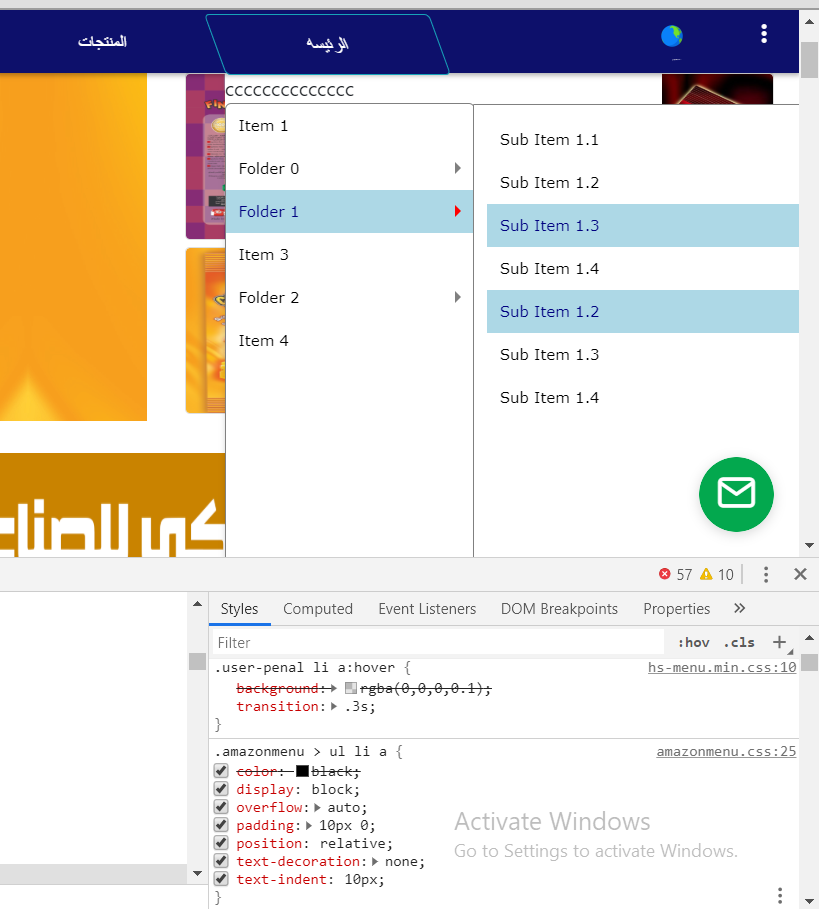 المنتجات
الرئيسه
cccccccccccccc
Item 1
Folder 0
Folder 1
Item 3
Folder 2
Item 4
Sub Item 1.1
Sub Item 1.2
Sub Item 1.3
Sub Item 1.4
Sub Item 1.2
Sub Item 1.3
Sub Item 1.4
57 10
Styles Computed Event Listeners DOM Breakpoints Properties »
Filter :hov .cls +
.user-penal li a:hover { hs-menu.min.css:10
background: rgba(0,0,0,0.1);
transition: .3s;
}
.amazonmenu > ul li a { amazonmenu.css:25
color: black;
display: block;
overflow: auto;
padding: 10px 0;
position: relative;
text-decoration: none;
text-indent: 10px;
}
Activate Windows
Go to Settings to activate Windows.